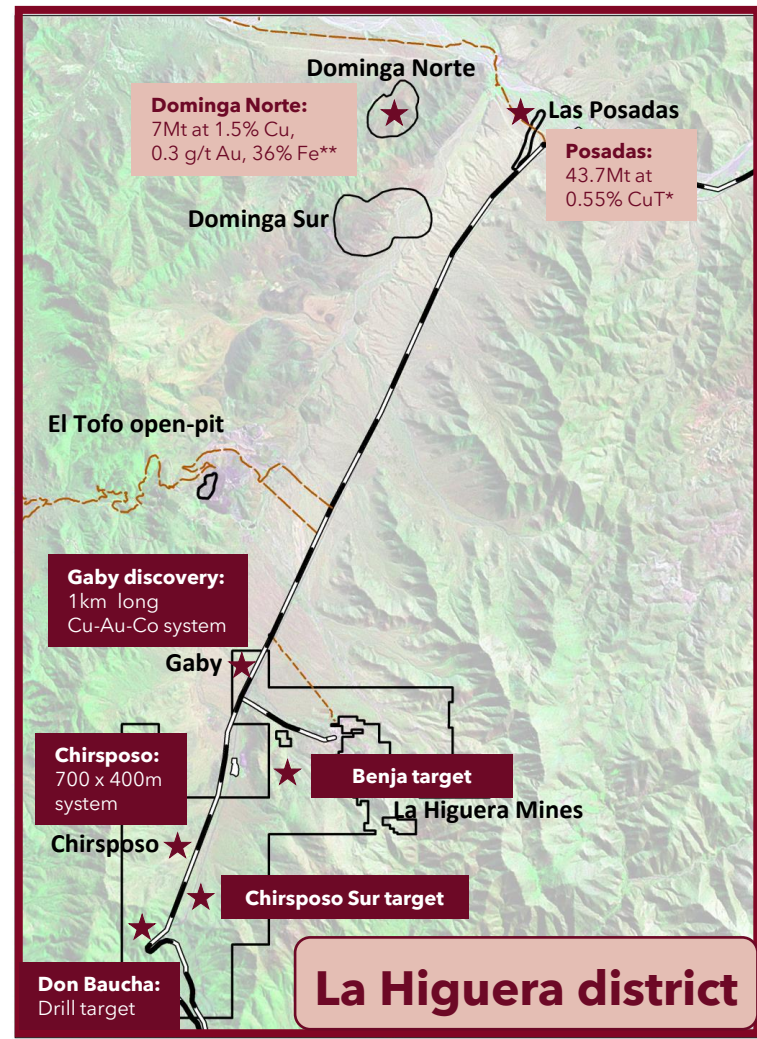 Dominga Norte
Dominga Norte:
7Mt at 1.5% Cu,
0.3 g/t Au, 36% Fe**
Las Posadas
Posadas:
43.7Mt at
0.55% CuT*
Dominga Sur
El Tofo open-pit
Gaby discovery:
1km long
Cu-Au-Co system
Gaby
Chirsposo:
700 x 400m
system
Benja target
La Higuera Mines
Chirsposo
Chirsposo Sur target
Don Baucha:
Drill target
La Higuera district